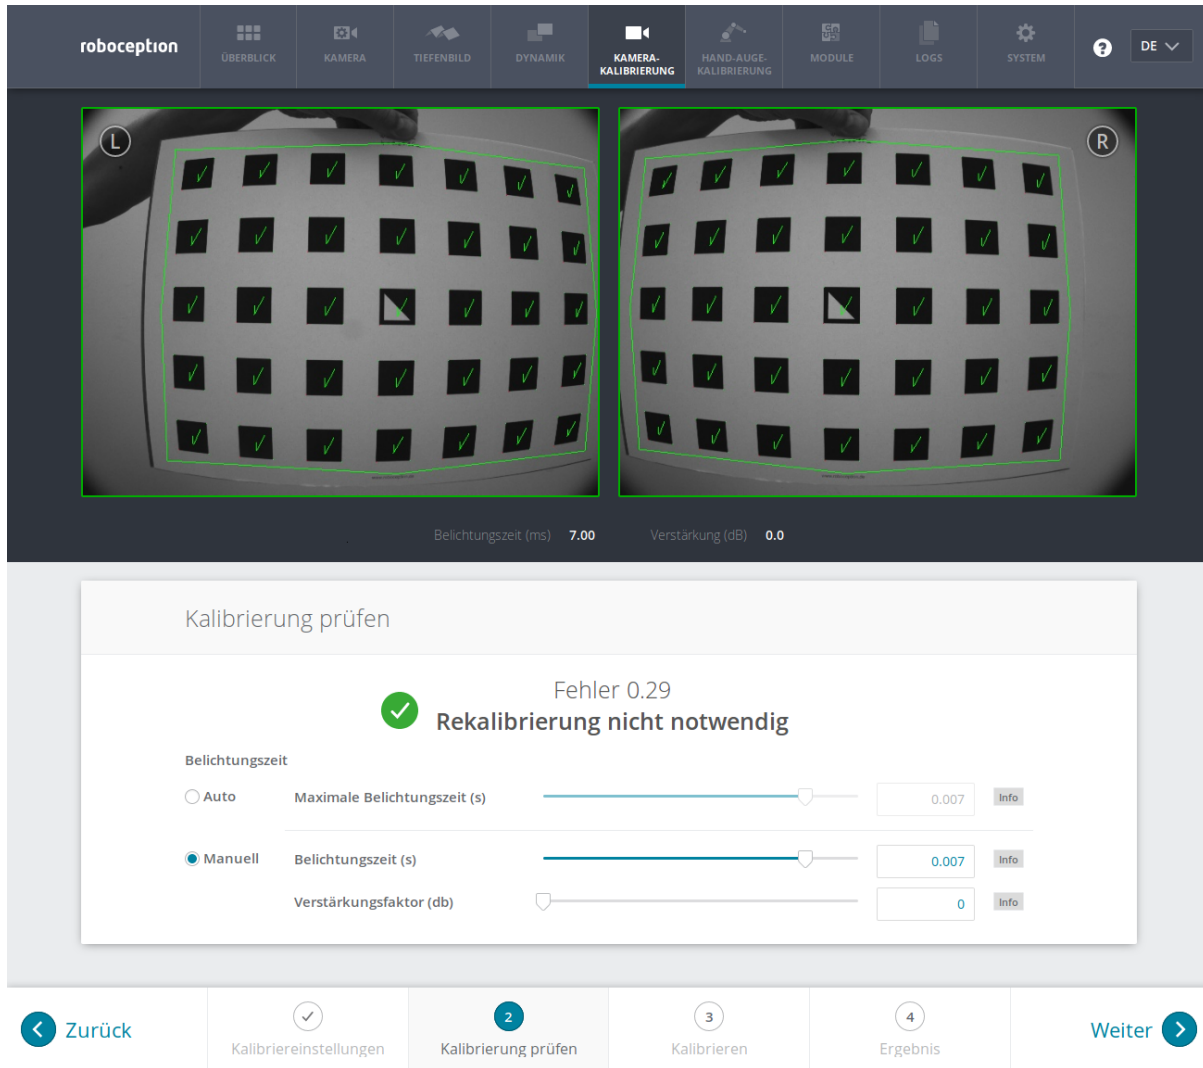 roboception
ÜBERBLICK
KAMERA
TIEFENBILD
DYNAMIK
KAMERA-
KALIBRIERUNG
HAND-AUGE-
KALIBRIERUNG
MODULE
LOGS
SYSTEM
?
DE
L
R
Belichtungszeit (ms) 7.00 Verstärkung (dB) 0.0
Kalibrierung prüfen
Fehler 0.29
Rekalibrierung nicht notwendig
Belichtungszeit
Auto Maximale Belichtungszeit (s) 0.007 Info
Manuell Belichtungszeit (s) 0.007 Info
Verstärkungsfaktor (db) 0 Info
Zurück
Kalibriereinstellungen
2
Kalibrierung prüfen
3
Kalibrieren
4
Ergebnis
Weiter